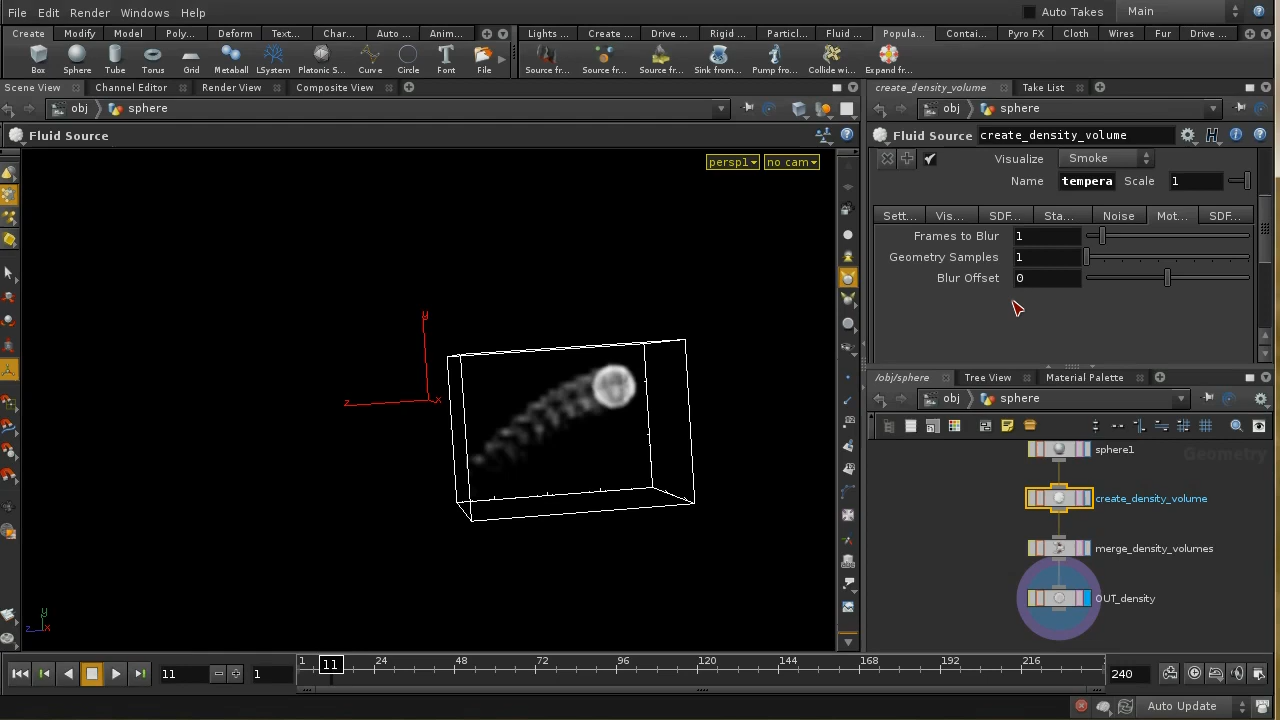 File Edit Render Windows Help Auto Takes Main
Create Modify Model Poly... Deform Text... Char... Auto ... Anim... Lights ... Create ... Drive ... Rigid ... Particl... Fluid ... Popula... Contai... Pyro FX Cloth Wires Fur Drive ...
Box Sphere Tube Torus Grid Metaball LSystem Platonic S... Curve Circle Font File Source fr... Source fr... Source fr... Sink from... Pump fro... Collide wi... Expand fr...
Scene View Channel Editor Render View Composite View
obj sphere
Fluid Source
persp1 no cam
y
z x
y
z x
create_density_volume Take List
obj sphere
Fluid Source create_density_volume
Visualize Smoke
Name tempera Scale 1
Sett... Vis... SDF... Sta... Noise Mot... SDF...
Frames to Blur 1
Geometry Samples 1
Blur Offset 0
/obj/sphere Tree View Material Palette
obj sphere
Geometry
sphere1
create_density_volume
merge_density_volumes
OUT_density
11 1 1 11 24 48 72 96 120 144 168 192 216 240
Auto Update